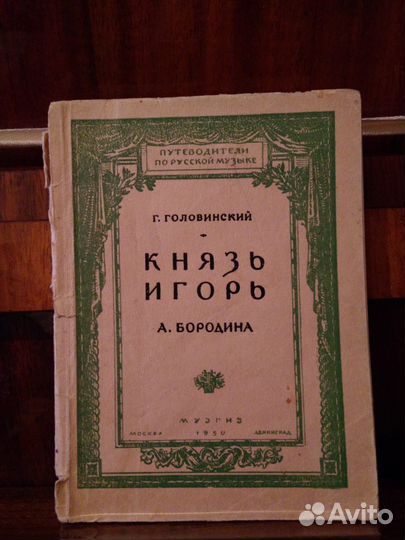 ПУТЕВОДИТЕЛИ
ПО РУССКОЙ МУЗЫКЕ
Г. ГОЛОВИНСКИЙ
КНЯЗЬ
ИГОРЬ
А. БОРОДИНА
МУЗГИЗ
МОСКВА 1950 ЛЕНИНГРАД
Avito